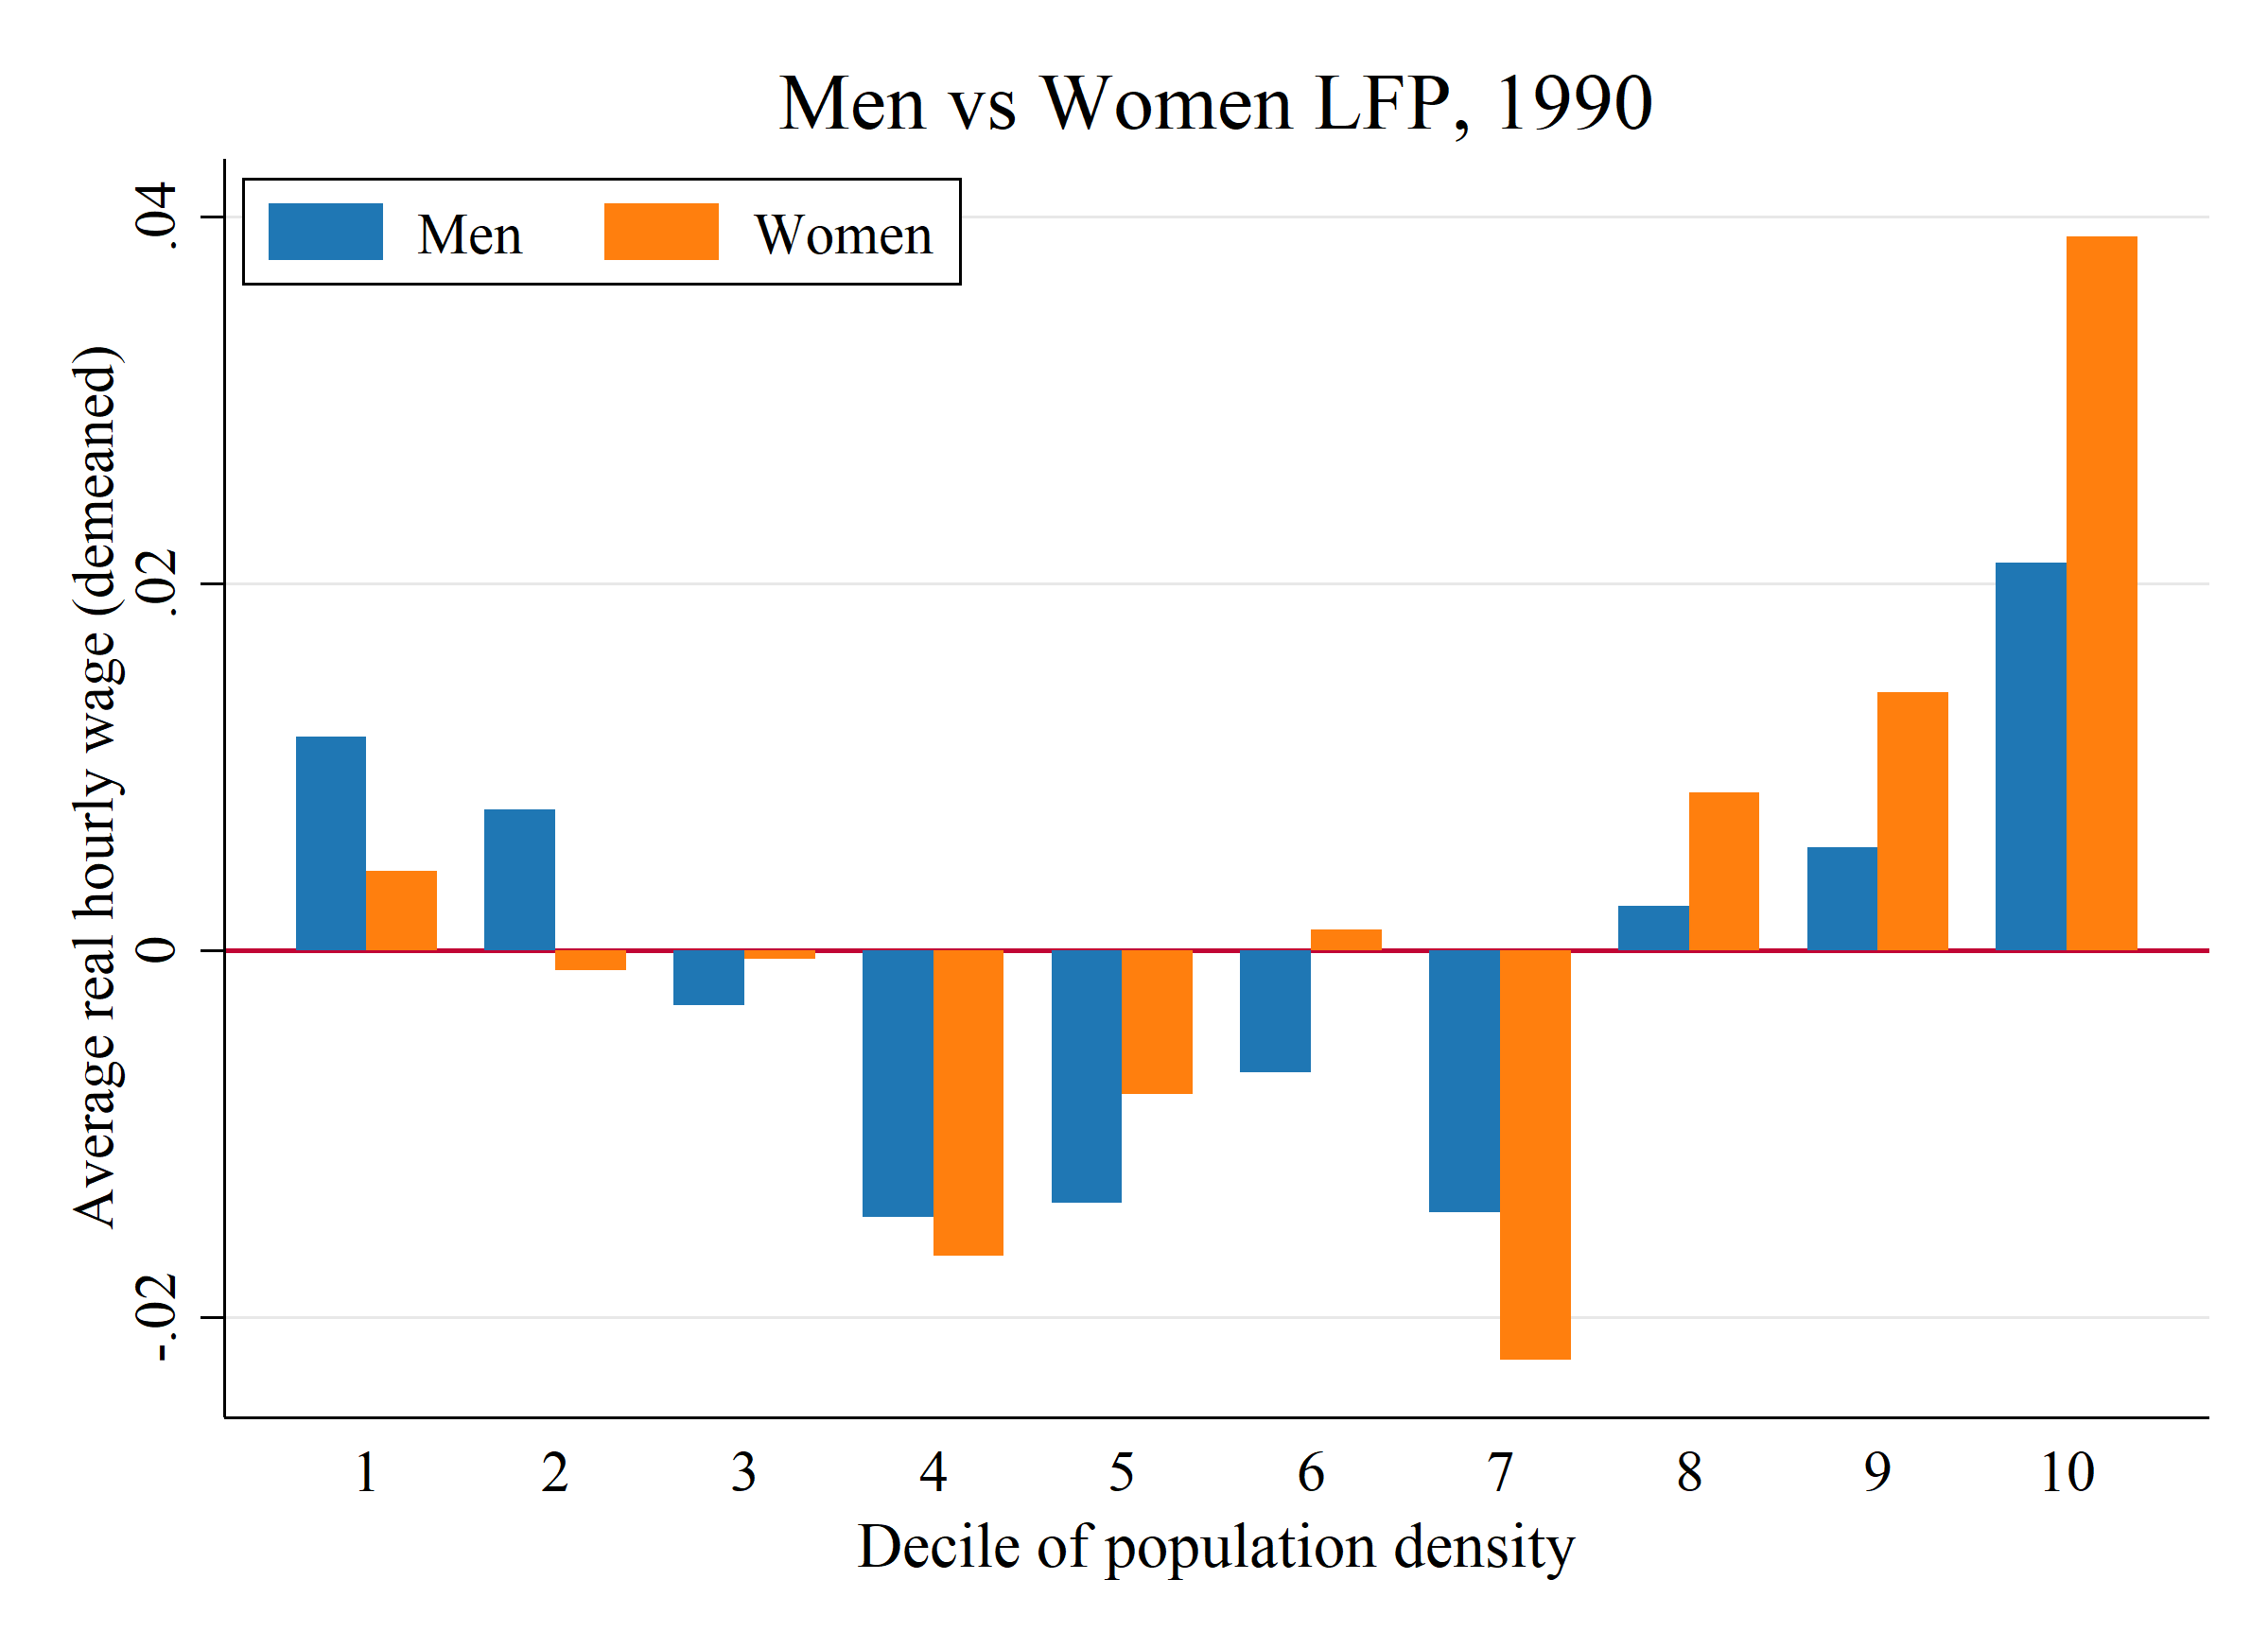 Men vs Women LFP, 1990
Men
Women
Average real hourly wage (demeaned)
.04
.02
0
-.02
1 2 3 4 5 6 7 8 9 10
Decile of population density